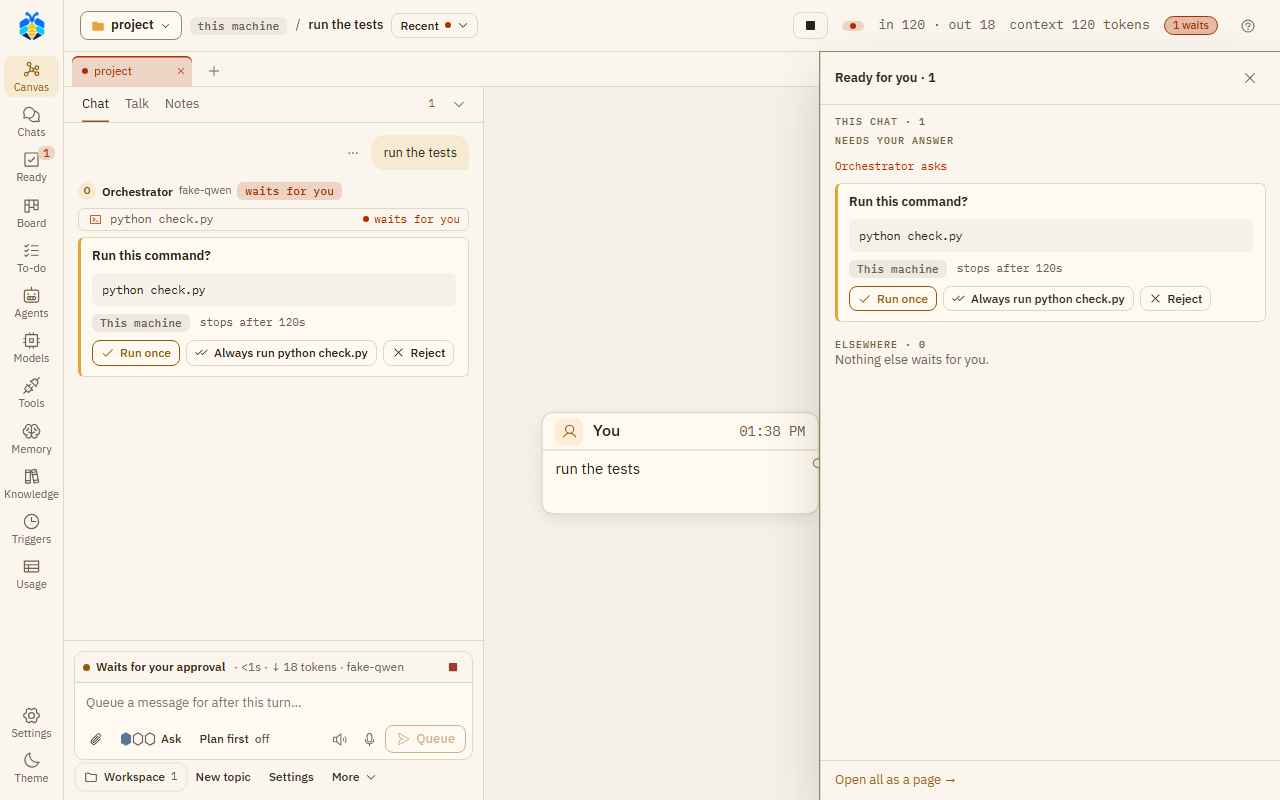 project
this machine
/
run the tests
Recent
in 120 · out 18
context 120 tokens
1 waits
Canvas
Chats
1
Ready
Board
To-do
Agents
Models
Tools
Memory
Knowledge
Triggers
Usage
Settings
Theme
project
Chat
Talk
Notes
1
run the tests
O
Orchestrator
fake-qwen
waits for you
python check.py
waits for you
Run this command?
python check.py
This machine
stops after 120s
Run once
Always run python check.py
Reject
Waits for your approval
· <1s · ↓ 18 tokens · fake-qwen
Queue a message for after this turn...
Ask
Plan first off
Queue
Workspace 1
New topic
Settings
More
You
01:38 PM
run the tests
Ready for you · 1
THIS CHAT · 1
NEEDS YOUR ANSWER
Orchestrator asks
Run this command?
python check.py
This machine
stops after 120s
Run once
Always run python check.py
Reject
ELSEWHERE · 0
Nothing else waits for you.
Open all as a page →